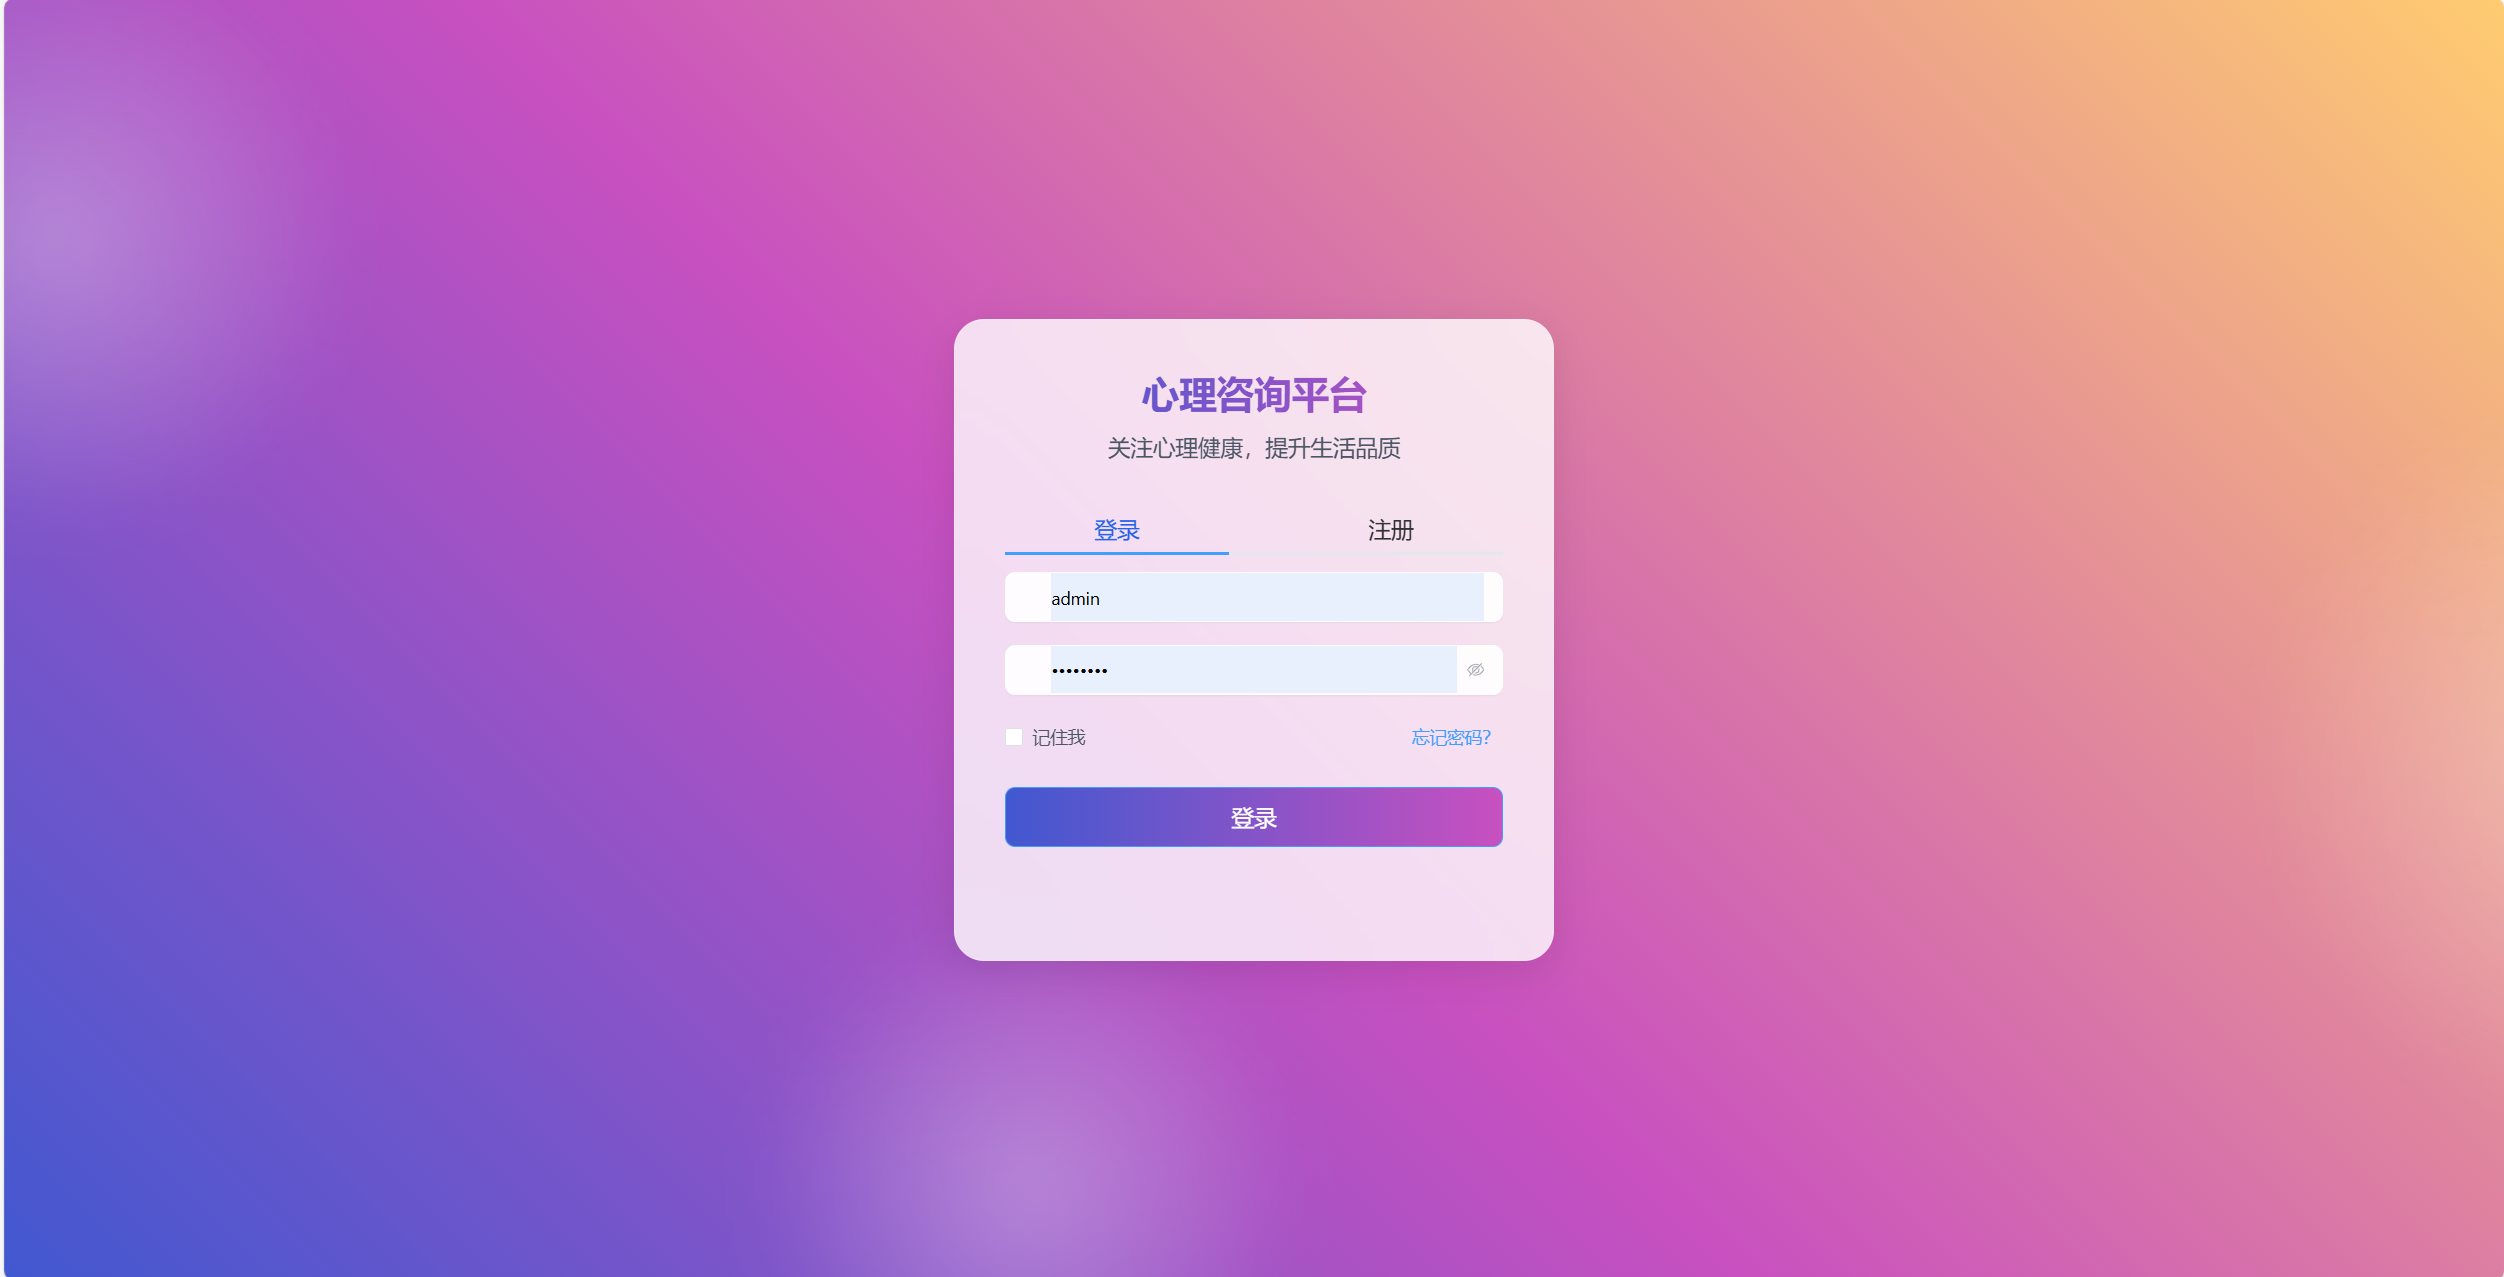 心理咨询平台
关注心理健康，提升生活品质
登录 注册
admin
••••••••
记住我 忘记密码?
登录